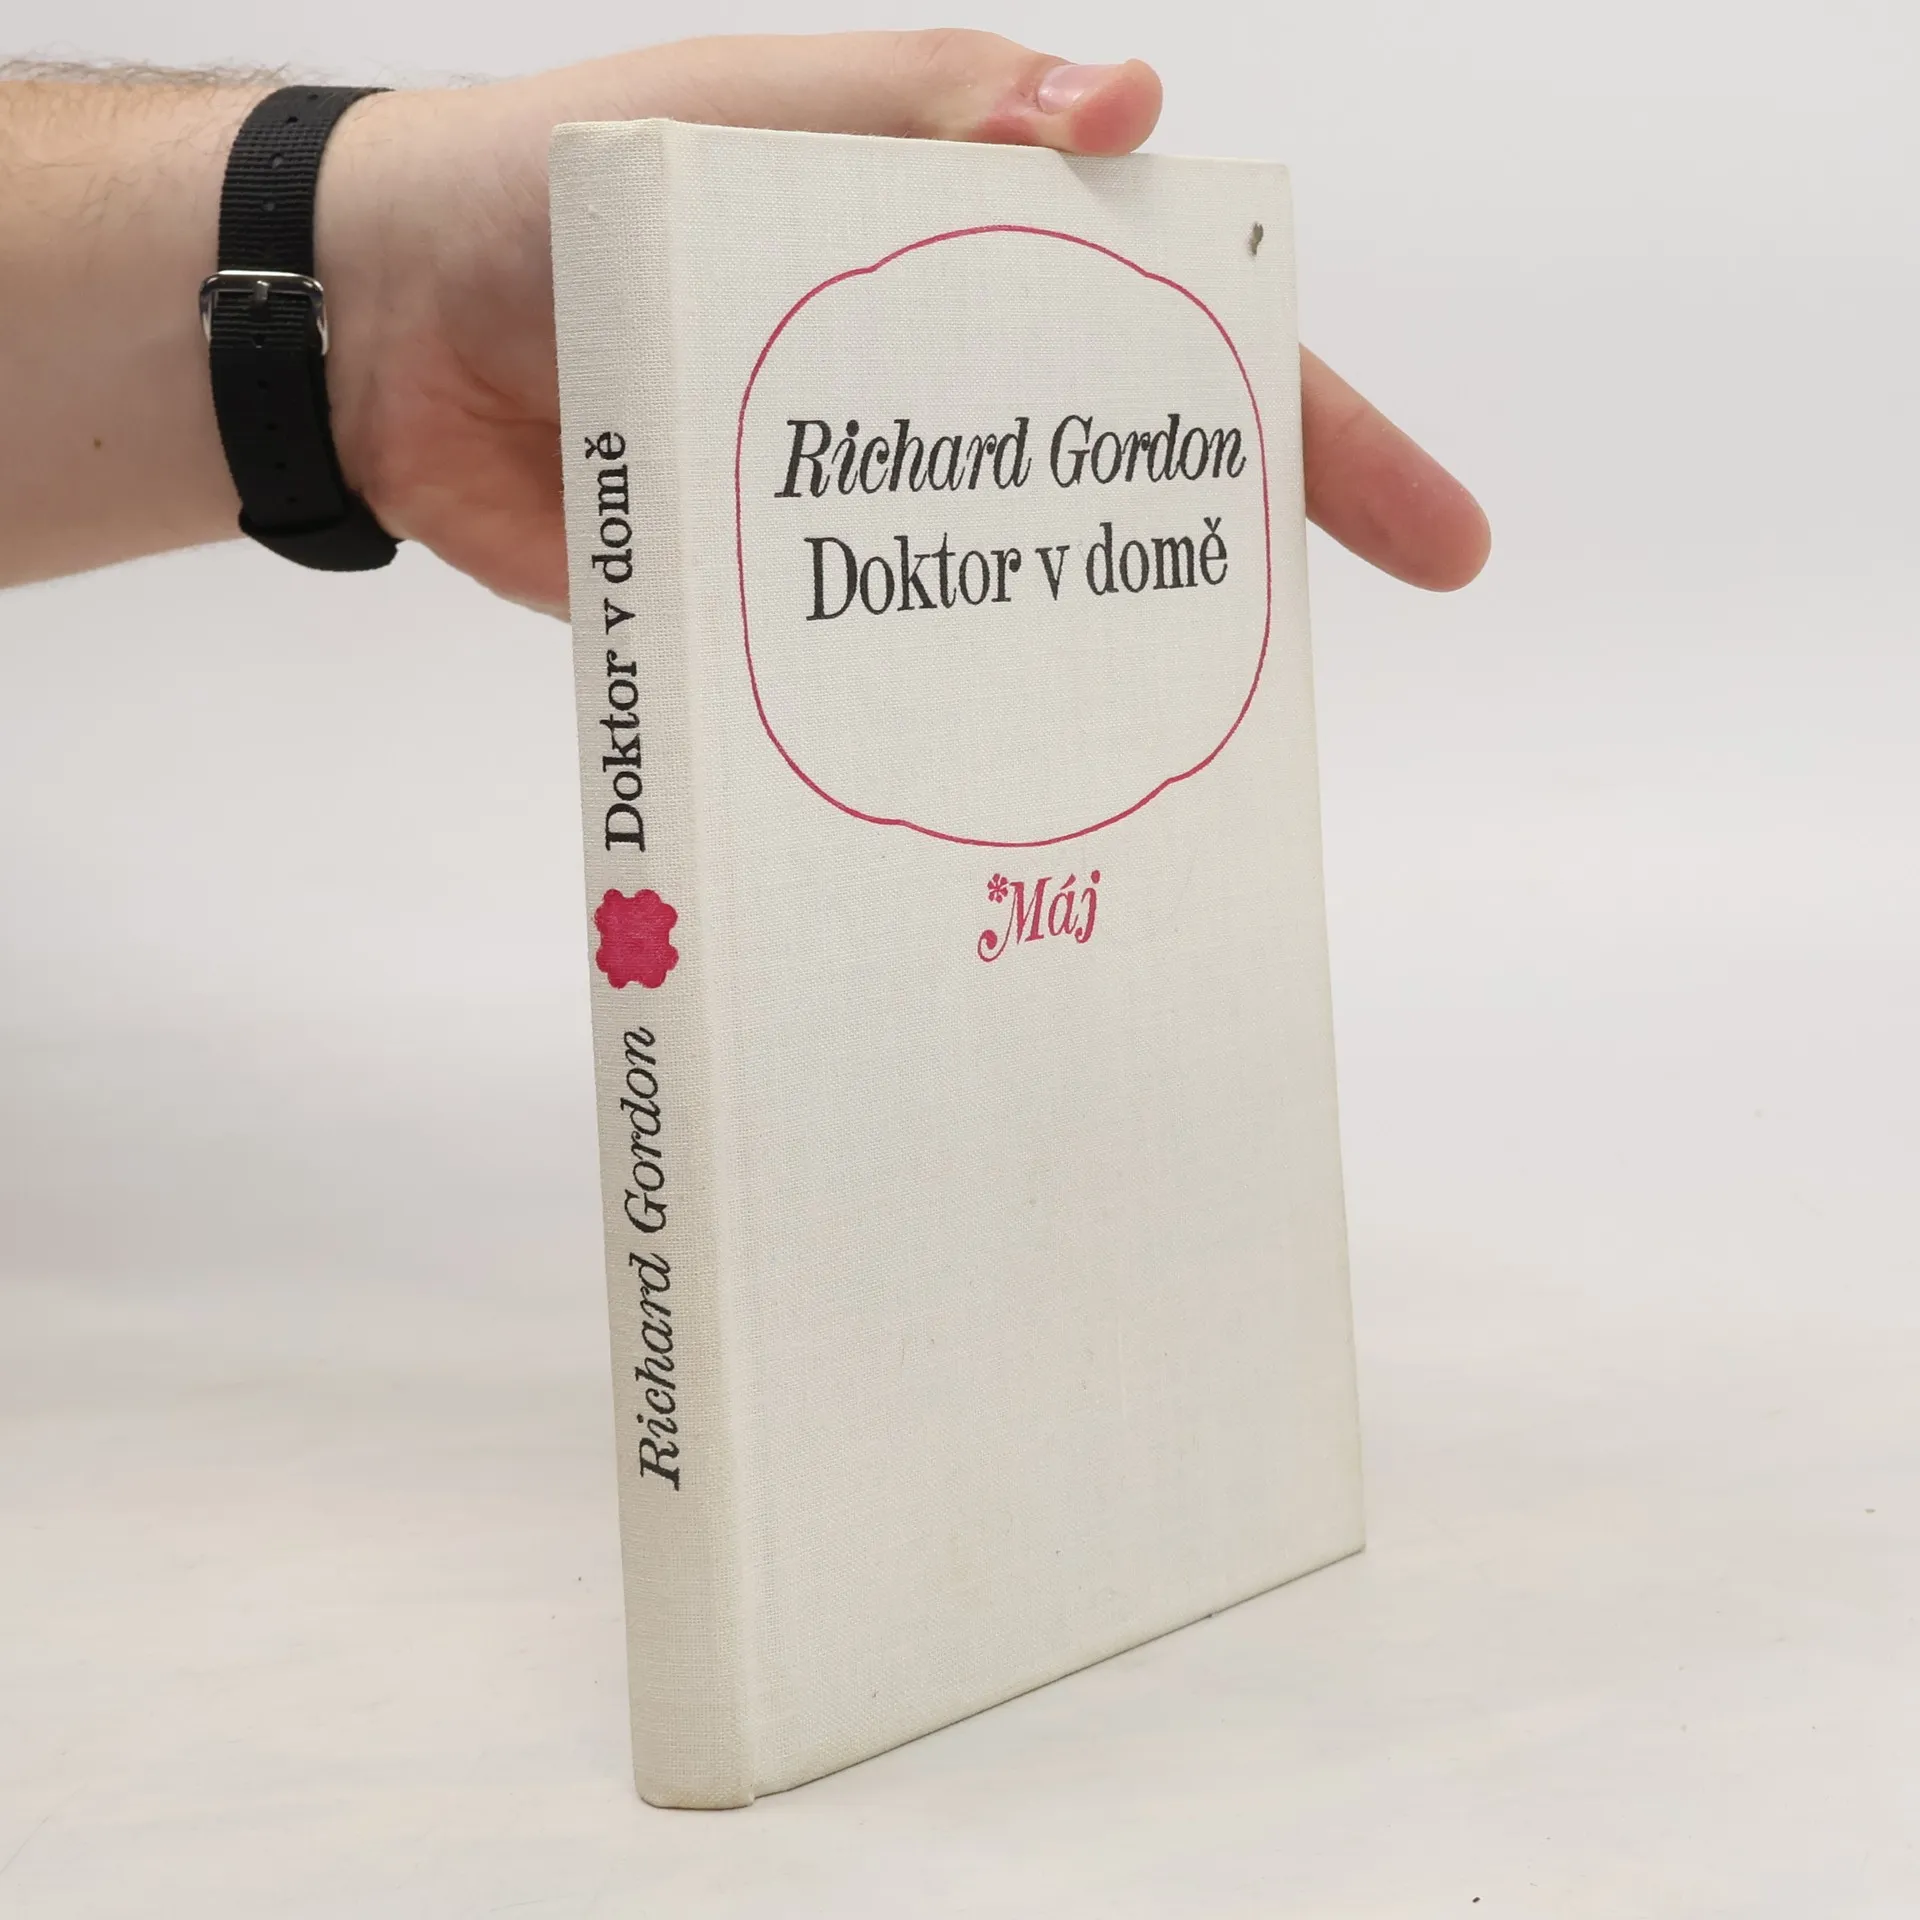 Richard Gordon
Doktor v domě
Máj
Richard Gordon Doktor v domě